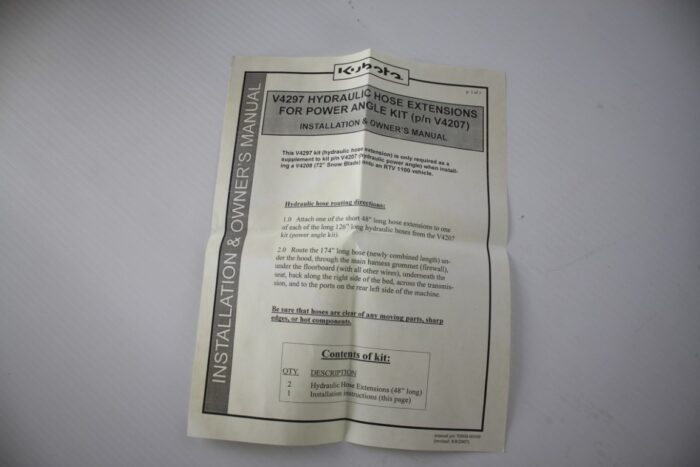 Kubota
p. 1 of 1
V4297 HYDRAULIC HOSE EXTENSIONS
FOR POWER ANGLE KIT (p/n V4207)
INSTALLATION & OWNER'S MANUAL
INSTALLATION & OWNER'S MANUAL
This V4297 kit (hydraulic hose extension) is only required as a
supplement to kit p/n V4207 (hydraulic power angle) when install-
ing a V4208 (72" Snow Blade) onto an RTV 1100 vehicle.
Hydraulic hose routing directions:
1.0 Attach one of the short 48" long hose extensions to one
of each of the long 126" long hydraulic hoses from the V4207
kit (power angle kit).
2.0 Route the 174" long hose (newly combined length) un-
der the hood, through the main harness grommet (firewall),
under the floorboard (with all other wires), underneath the
seat, back along the right side of the bed, across the transmis-
sion, and to the ports on the rear left side of the machine.
Be sure that hoses are clear of any moving parts, sharp
edges, or hot components.
Contents of kit:
QTY. DESCRIPTION
2 Hydraulic Hose Extensions (48" long)
1 Installation instructions (this page)
manual p/n
(revised: